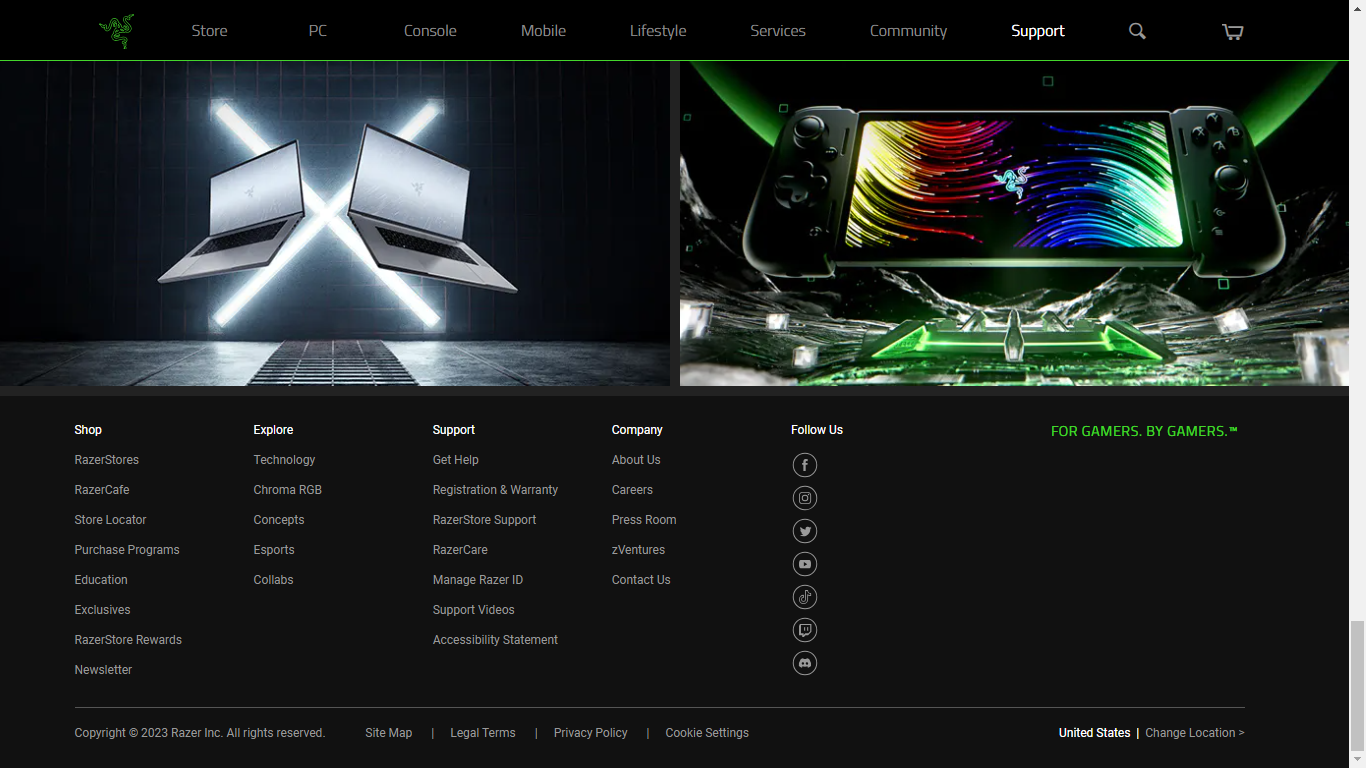 Store PC Console Mobile Lifestyle Services Community Support
Shop
RazerStores
RazerCafe
Store Locator
Purchase Programs
Education
Exclusives
RazerStore Rewards
Newsletter
Explore
Technology
Chroma RGB
Concepts
Esports
Collabs
Support
Get Help
Registration & Warranty
RazerStore Support
RazerCare
Manage Razer ID
Support Videos
Accessibility Statement
Company
About Us
Careers
Press Room
zVentures
Contact Us
Follow Us
FOR GAMERS. BY GAMERS.™
Copyright © 2023 Razer Inc. All rights reserved. Site Map | Legal Terms | Privacy Policy | Cookie Settings United States | Change Location >